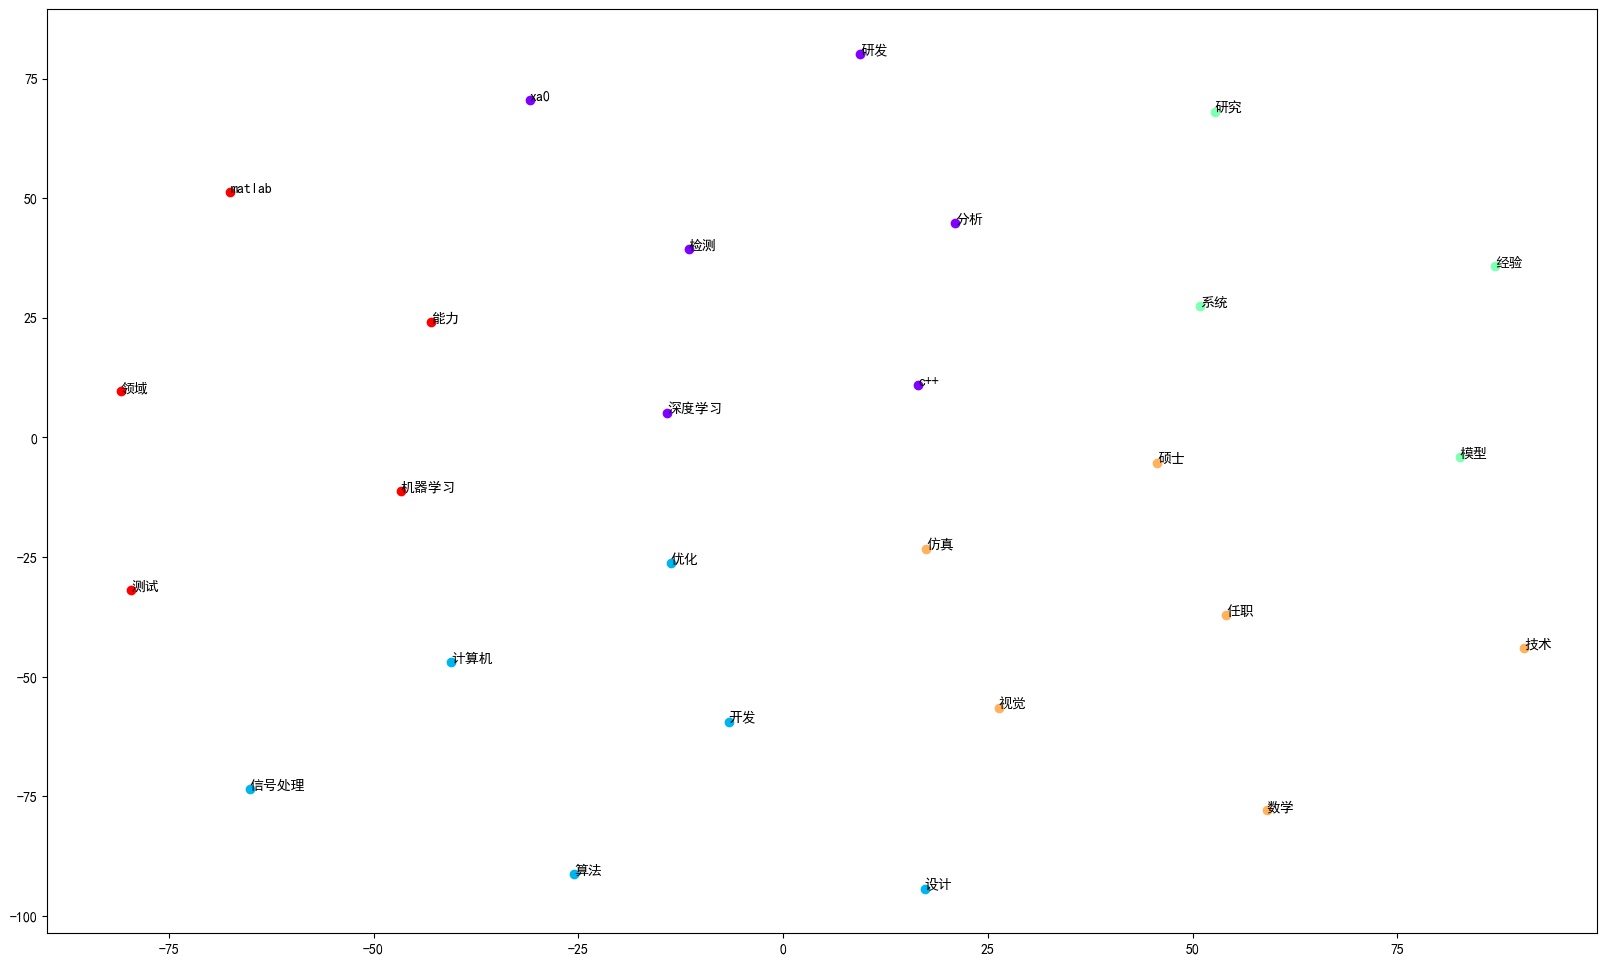 75
50
25
0
−25
−50
−75
−100
研发
xa0
研究
matlab
分析
检测
经验
系统
能力
领域
c++
深度学习
硕士
模型
机器学习
仿真
优化
测试
任职
技术
计算机
视觉
开发
信号处理
数学
算法
设计
−75
−50
−25
0
25
50
75